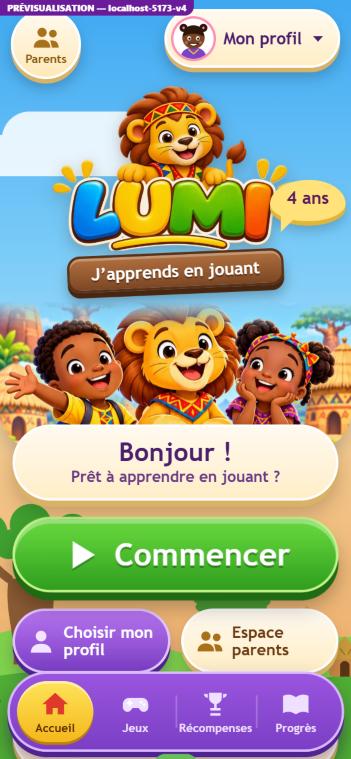 PRÉVISUALISATION — localhost-5173-v4
Parents
Mon profil
LUMI
4 ans
J'apprends en jouant
Bonjour !
Prêt à apprendre en jouant ?
Commencer
Choisir mon
profil
Espace
parents
Accueil
Jeux
Récompenses
Progrès